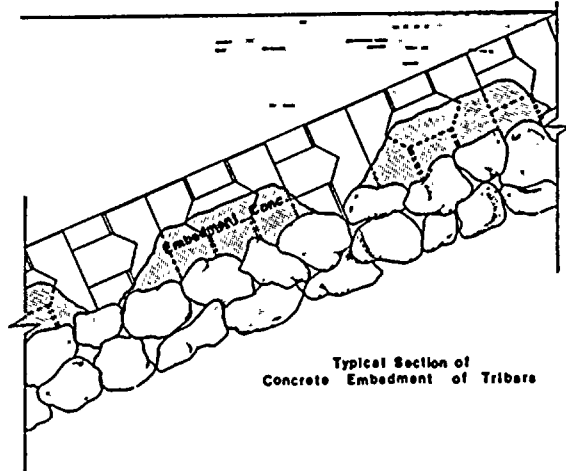 Embedment Conc.
Typical Section of
Concrete Embedment of Tribars